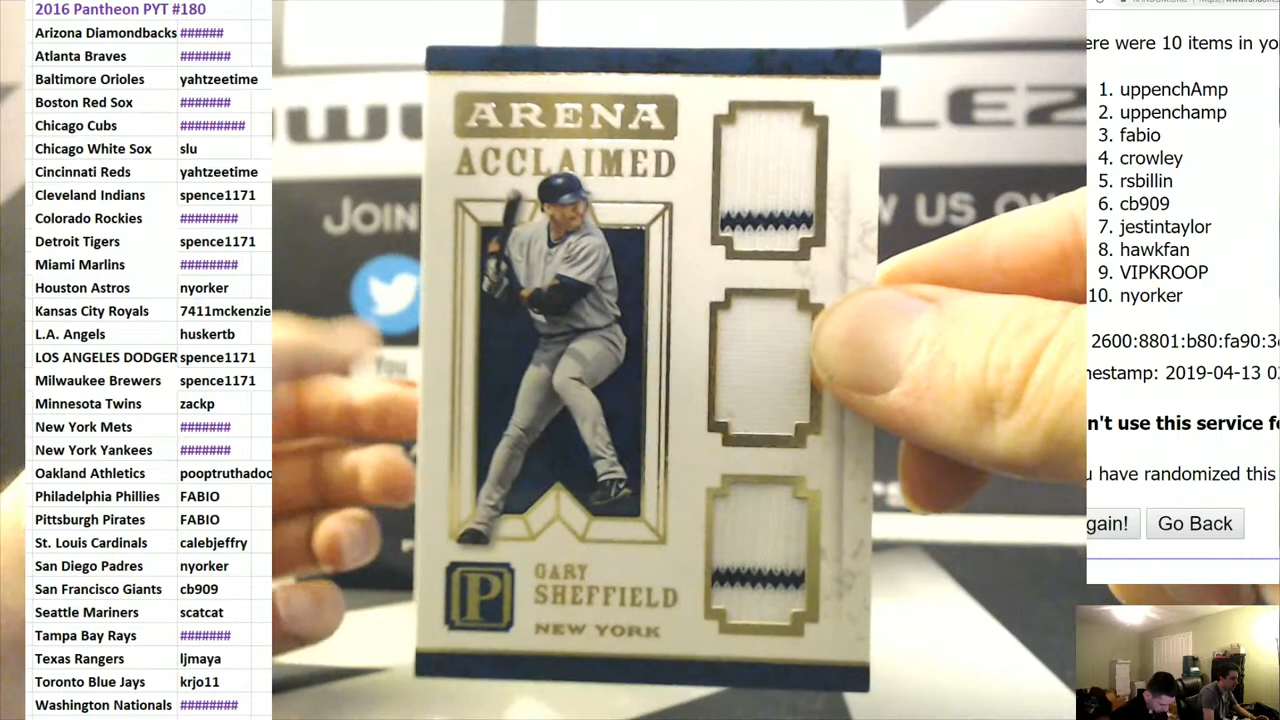 2016 Pantheon PYT #180
Arizona Diamondbacks ######
Atlanta Braves #######
Baltimore Orioles yahtzeetime
Boston Red Sox #######
Chicago Cubs #########
Chicago White Sox slu
Cincinnati Reds yahtzeetime
Cleveland Indians spence1171
Colorado Rockies ########
Detroit Tigers spence1171
Miami Marlins ########
Houston Astros nyorker
Kansas City Royals 7411mckenzie
L.A. Angels huskertb
LOS ANGELES DODGER spence1171
Milwaukee Brewers spence1171
Minnesota Twins zackp
New York Mets #######
New York Yankees #######
Oakland Athletics pooptruthadoo
Philadelphia Phillies FABIO
Pittsburgh Pirates FABIO
St. Louis Cardinals calebjeffry
San Diego Padres nyorker
San Francisco Giants cb909
Seattle Mariners scatcat
Tampa Bay Rays #######
Texas Rangers ljmaya
Toronto Blue Jays krjo11
Washington Nationals ########
JOIN
W US ON
You
ARENA
ACCLAIMED
P
GARY
SHEFFIELD
NEW YORK
ere were 10 items in yo
1. uppenchAmp
2. uppenchamp
3. fabio
4. crowley
5. rsbillin
6. cb909
7. jestintaylor
8. hawkfan
9. VIPKROOP
10. nyorker
2600:8801:b80:fa90:3
nestamp: 2019-04-13 0
n't use this service f
u have randomized this
gain!
Go Back